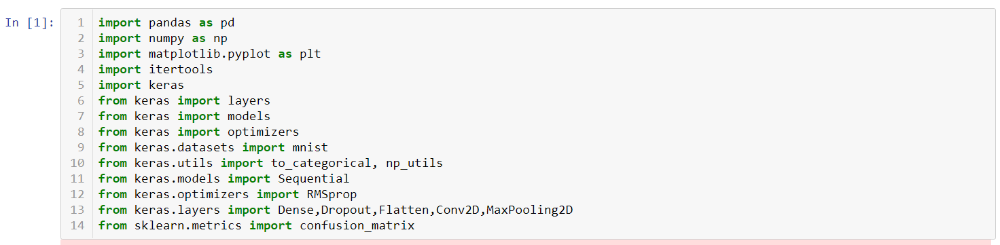 In [1]:
1 import pandas as pd
2 import numpy as np
3 import matplotlib.pyplot as plt
4 import itertools
5 import keras
6 from keras import layers
7 from keras import models
8 from keras import optimizers
9 from keras.datasets import mnist
10 from keras.utils import to_categorical, np_utils
11 from keras.models import Sequential
12 from keras.optimizers import RMSprop
13 from keras.layers import Dense,Dropout,Flatten,Conv2D,MaxPooling2D
14 from sklearn.metrics import confusion_matrix